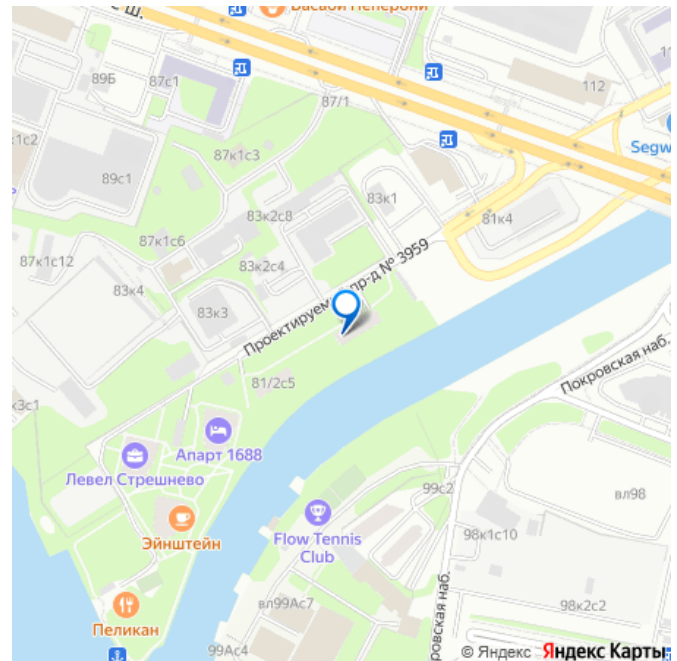 Васаби Пеперони
Ш.
89Б
87с1
112
87/1
87к1с3
Segw
89с1
83к1
83к2с8
81к4
87к1с6
87к1с12
83к2с4
83к4
Проектируемый пр-д № 3959
83к3
Покровская наб.
81/2с5
Апарт 1688
Левел Стрешнево
99с2
вл98
Эйнштейн
Flow Tennis
Club
98к1с10
вл99Ас7
98к2с2
Пеликан
ровская наб.
99Ас4
© Яндекс Яндекс Карты